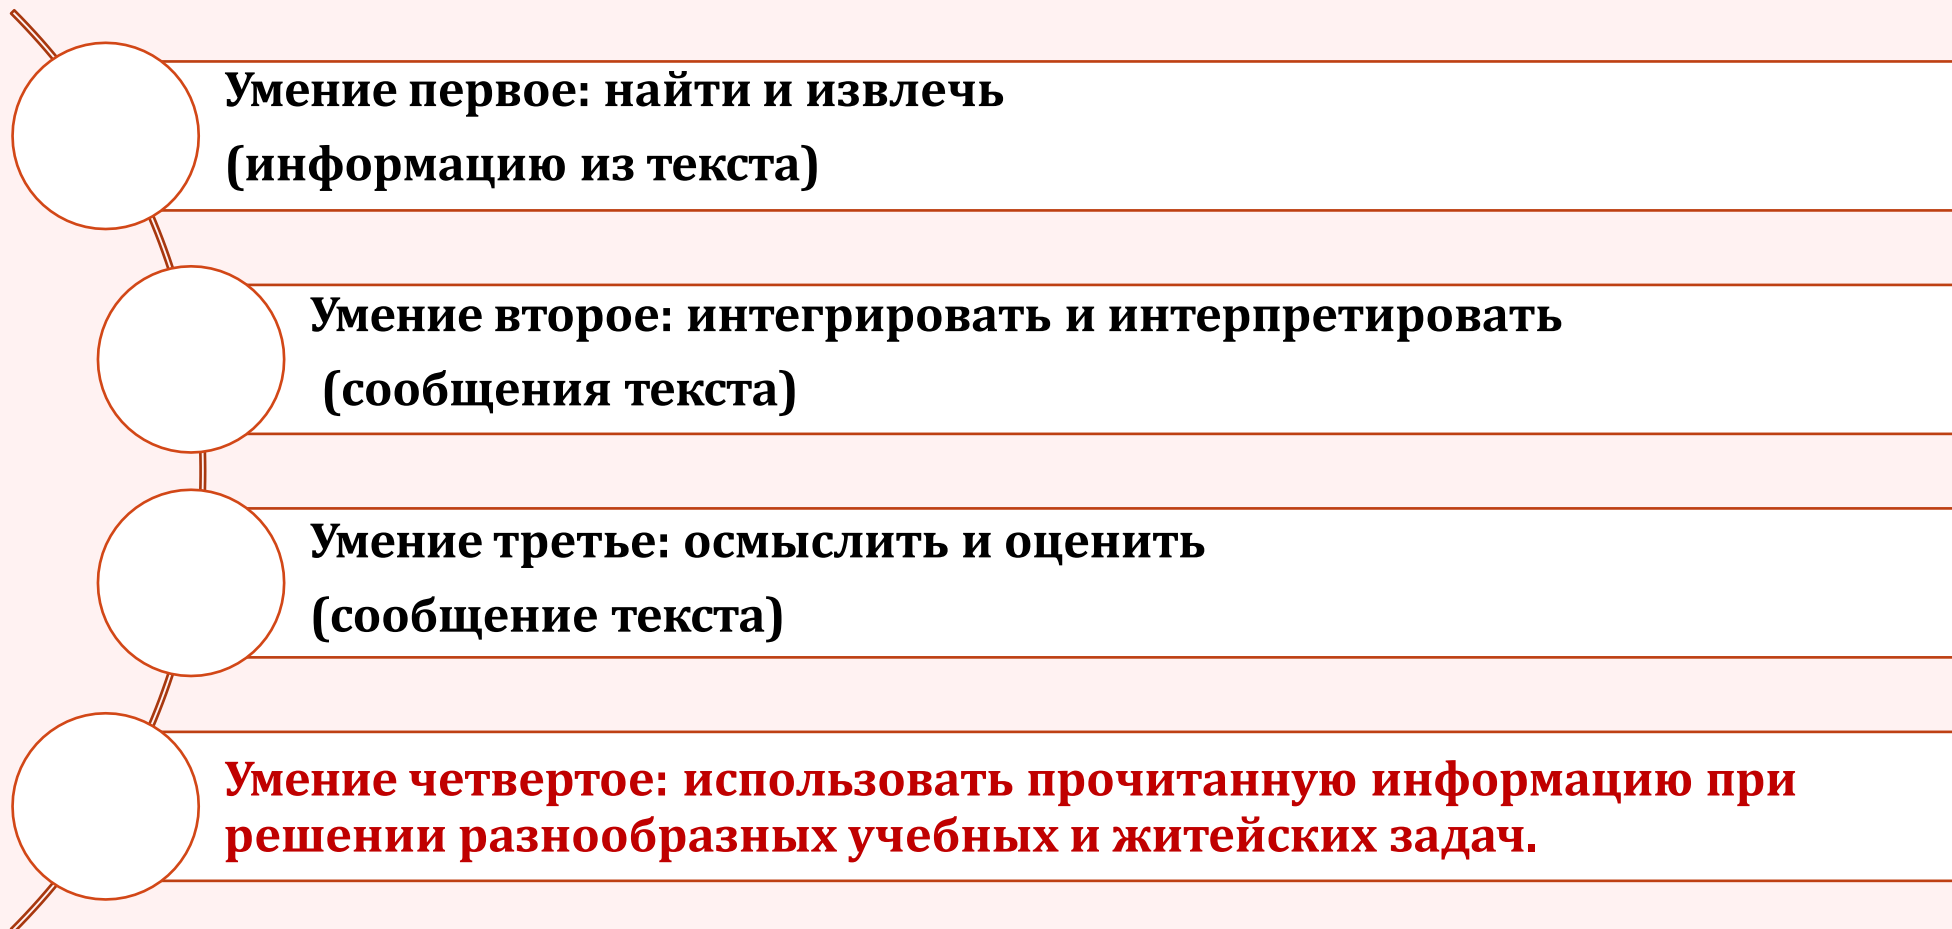 Умение первое: найти и извлечь
(информацию из текста)
Умение второе: интегрировать и интерпретировать
(сообщения текста)
Умение третье: осмыслить и оценить
(сообщение текста)
Умение четвертое: использовать прочитанную информацию при
решении разнообразных учебных и житейских задач.